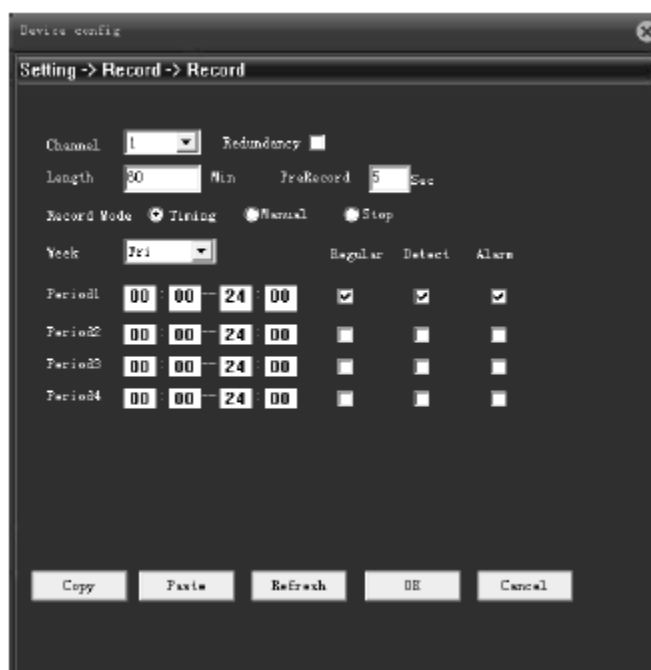 Device config
Setting -> Record -> Record
Channel 1 Redundancy
Length 60 Min PreRecord 5 Sec
Record Mode Timing Manual Stop
Week Fri Regular Detect Alarm
Period1 00 : 00 -- 24 : 00
Period2 00 : 00 -- 24 : 00
Period3 00 : 00 -- 24 : 00
Period4 00 : 00 -- 24 : 00
Copy Paste Refresh OK Cancel